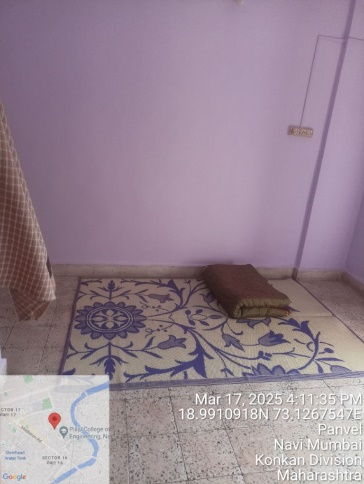 Mar 17, 2025 4:11:35 PM
18.9910918N 73.1267547E
Panvel
Navi Mumbai
Konkan Division
Maharashtra
SECTOR 16
Pillai College of
Engineering, N
Google